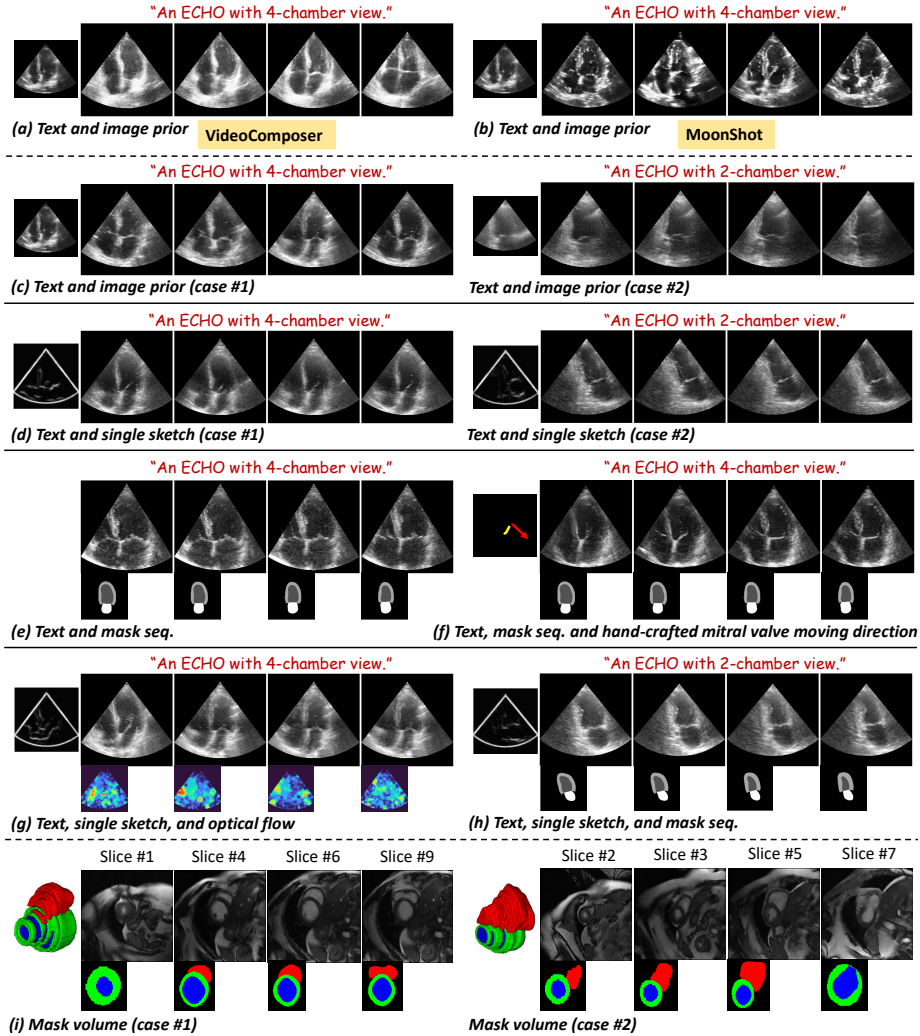 “An ECHO with 4-chamber view.”
“An ECHO with 4-chamber view.”
(a) Text and image prior
VideoComposer
(b) Text and image prior
MoonShot
“An ECHO with 4-chamber view.”
“An ECHO with 2-chamber view.”
(c) Text and image prior (case #1)
Text and image prior (case #2)
“An ECHO with 4-chamber view.”
“An ECHO with 2-chamber view.”
(d) Text and single sketch (case #1)
Text and single sketch (case #2)
“An ECHO with 4-chamber view.”
“An ECHO with 4-chamber view.”
(e) Text and mask seq.
(f) Text, mask seq. and hand-crafted mitral valve moving direction
“An ECHO with 4-chamber view.”
“An ECHO with 2-chamber view.”
(g) Text, single sketch, and optical flow
(h) Text, single sketch, and mask seq.
Slice #1 Slice #4 Slice #6 Slice #9
Slice #2 Slice #3 Slice #5 Slice #7
(i) Mask volume (case #1)
Mask volume (case #2)